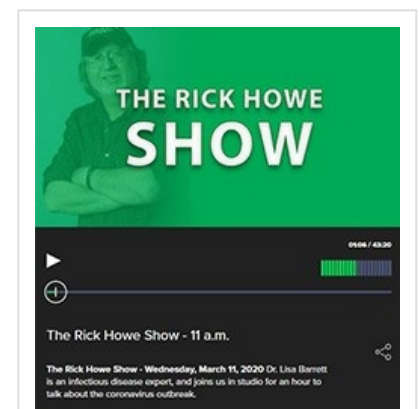 THE RICK HOWE
SHOW
01:06 / 43:20
The Rick Howe Show - 11 a.m.
The Rick Howe Show - Wednesday, March 11, 2020 Dr. Lisa Barrett
is an infectious disease expert, and joins us in studio for an hour to
talk about the coronavirus outbreak.